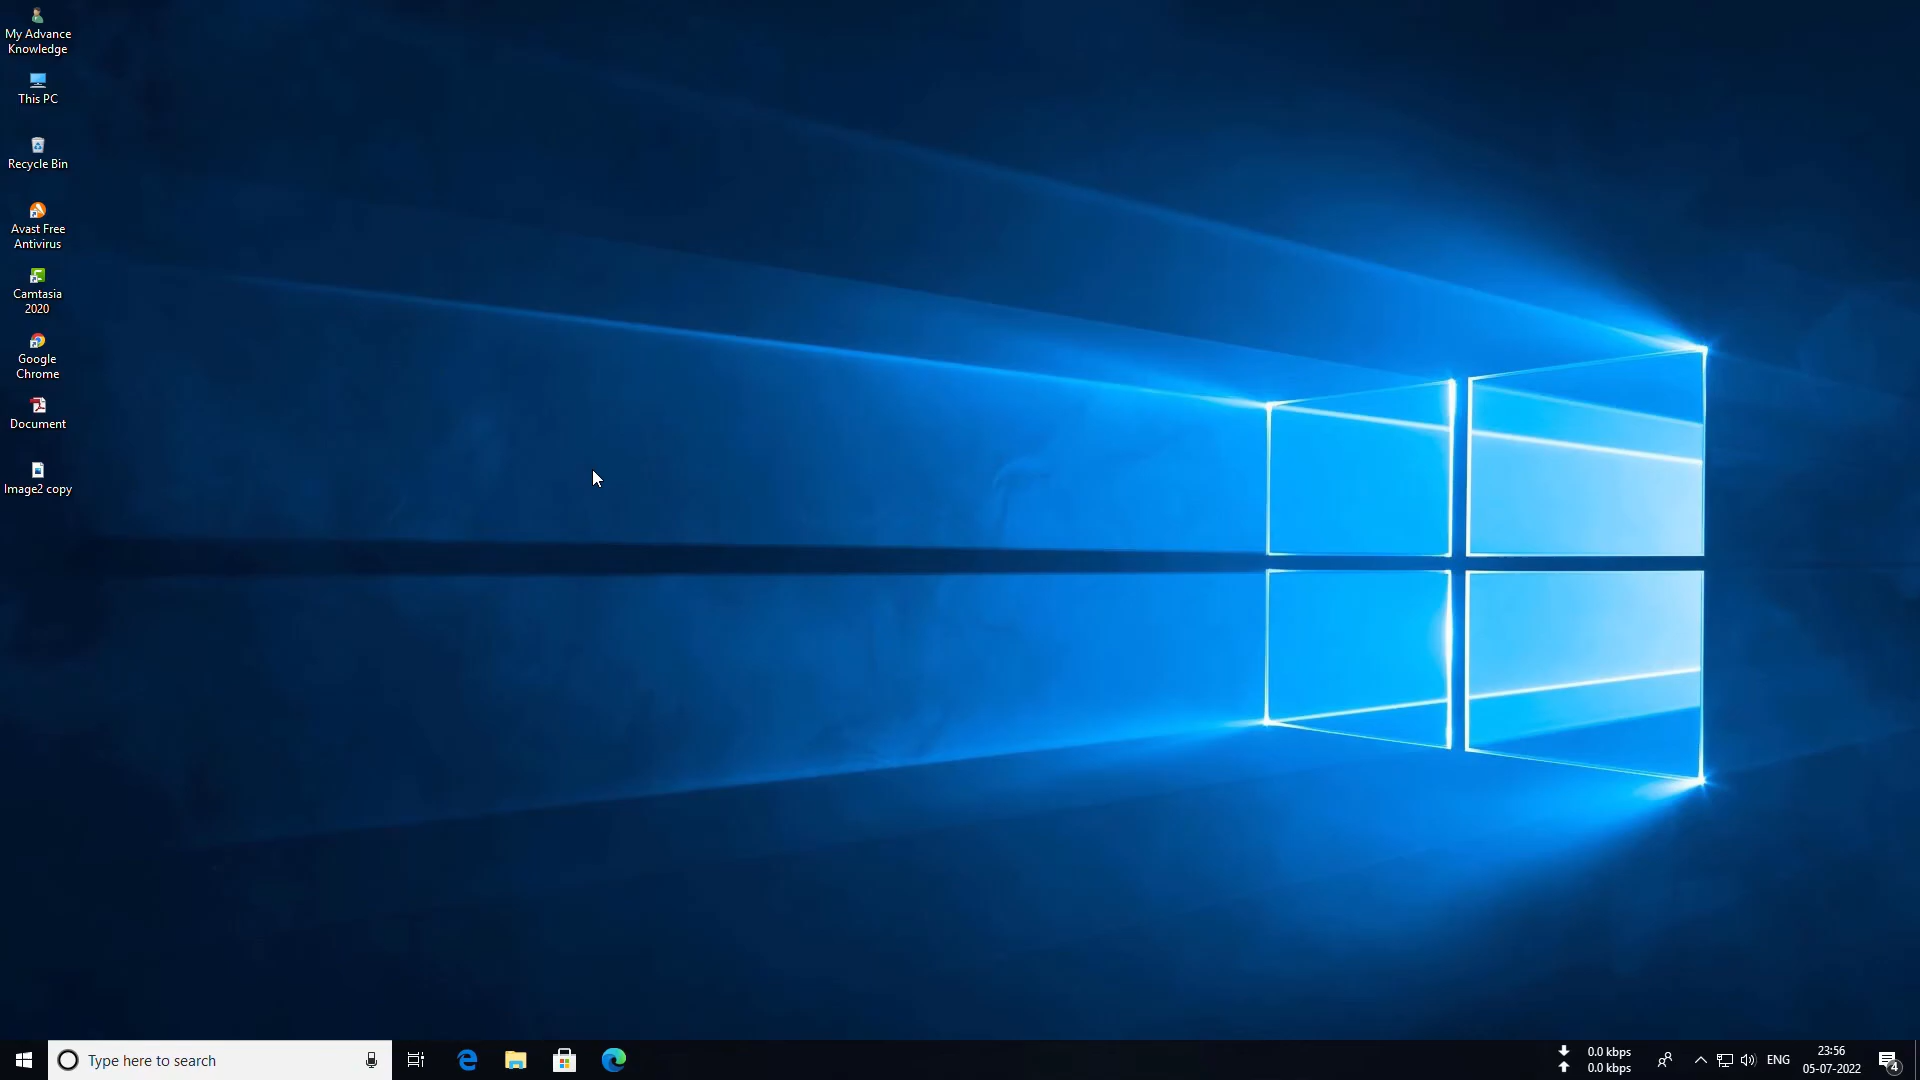 My Advance
Knowledge
This PC
Recycle Bin
Avast Free
Antivirus
Camtasia
2020
Google
Chrome
Document
Image2 copy
Type here to search
0.0 kbps
0.0 kbps
ENG
23:56
05-07-2022
4